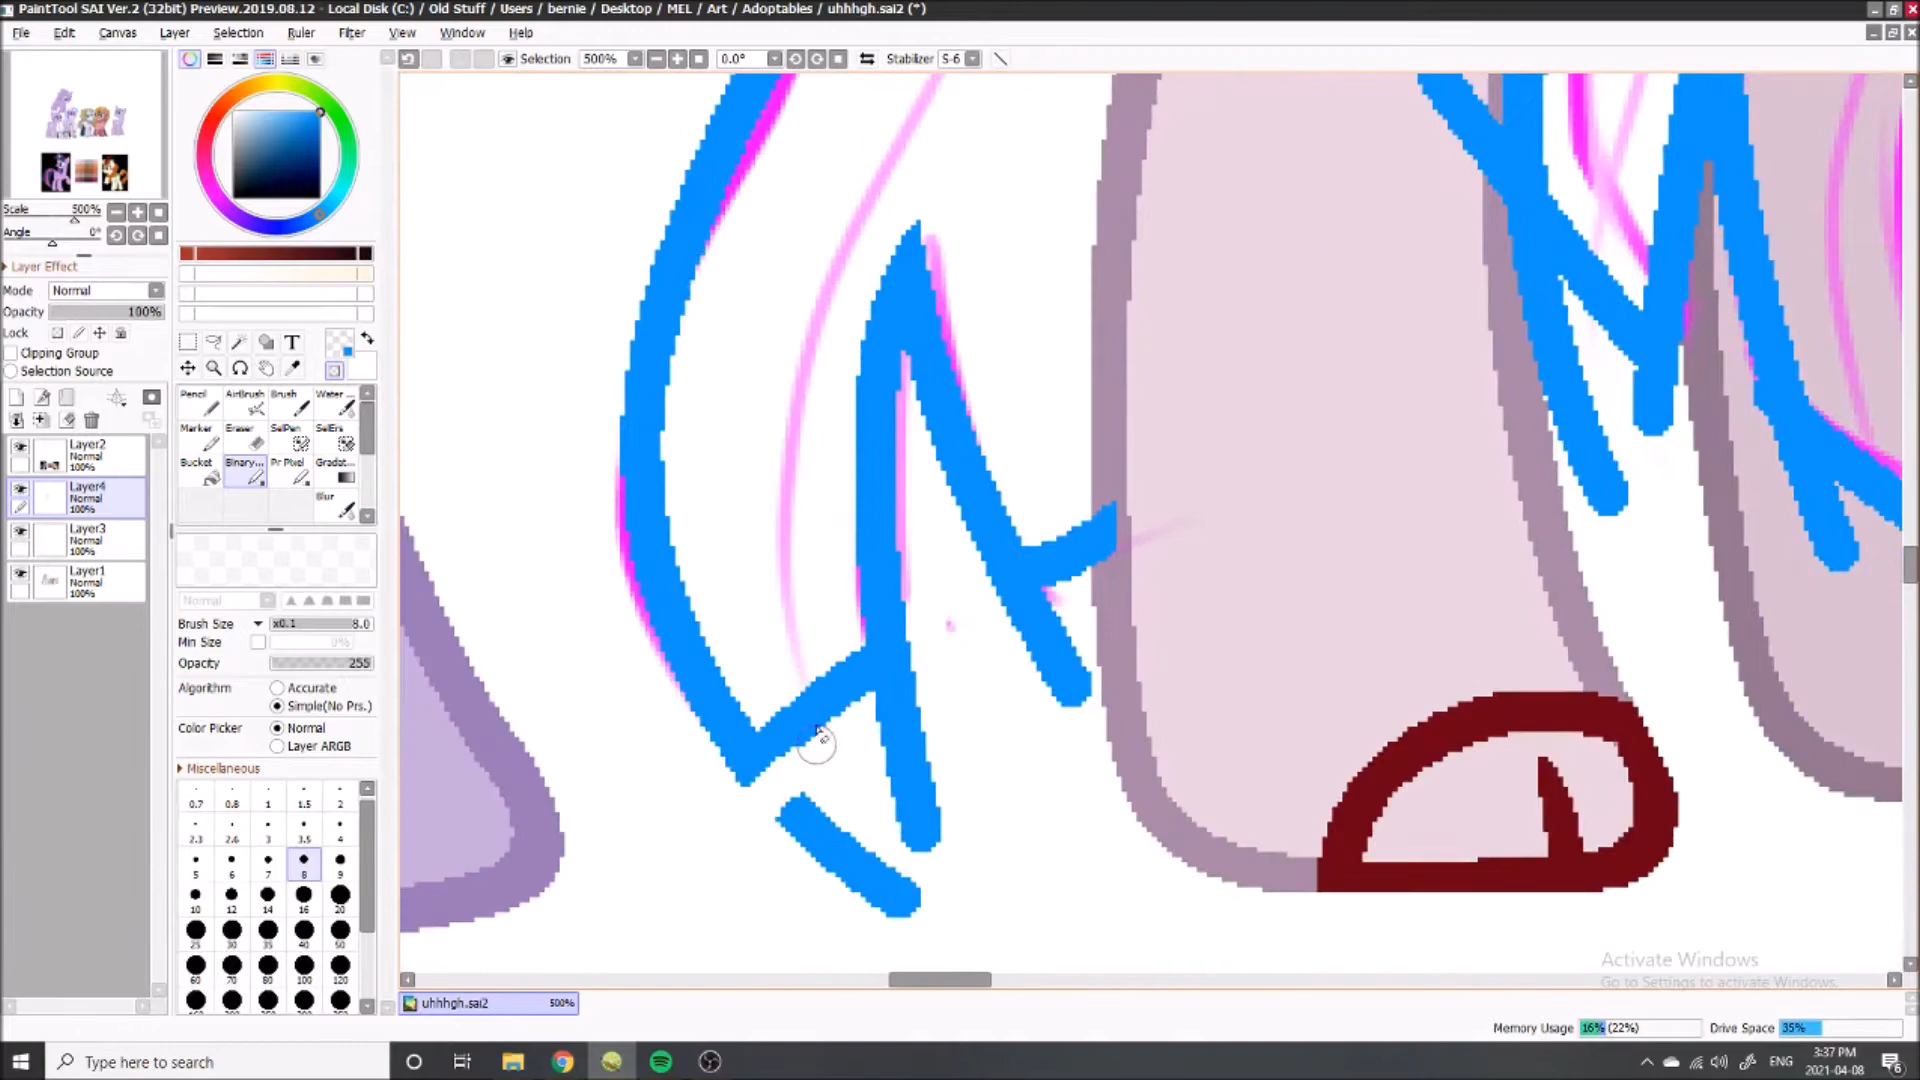 PaintTool SAI Ver.2 (32bit) Preview.2019.08.12 - Local Disk (C:) / Old Stuff / Users / bernie / Desktop / MEL / Art / Adoptables / uhhhgh.sai2 (*)
File Edit Canvas Layer Selection Ruler Filter View Window Help
Selection 500% 0.0° Stabilizer S-6
Scale 500%
Angle 0°
Layer Effect
Mode Normal
Opacity 100%
Lock
Clipping Group
Selection Source
Layer2
Normal
100%
Layer4
Normal
100%
Layer3
Normal
100%
Layer1
Normal
100%
T
Pencil AirBrush Brush Water ...
Marker Eraser SelPen SelErs
Bucket Binary... Pr Pixel Gradat...
Blur
Normal
Brush Size x0.1 8.0
Min Size 0%
Opacity 255
Algorithm Accurate
Simple(No Prs.)
Color Picker Normal
Layer ARGB
Miscellaneous
0.7 0.8 1 1.5 2
2.3 2.6 3 3.5 4
5 6 7 8 9
10 12 14 16 20
25 30 35 40 50
60 70 80 100 120
Activate Windows
Go to Settings to activate Windows.
uhhhgh.sai2 500%
Memory Usage 16% (22%) Drive Space 35%
Type here to search
ENG
3:37 PM
2021-04-08
6